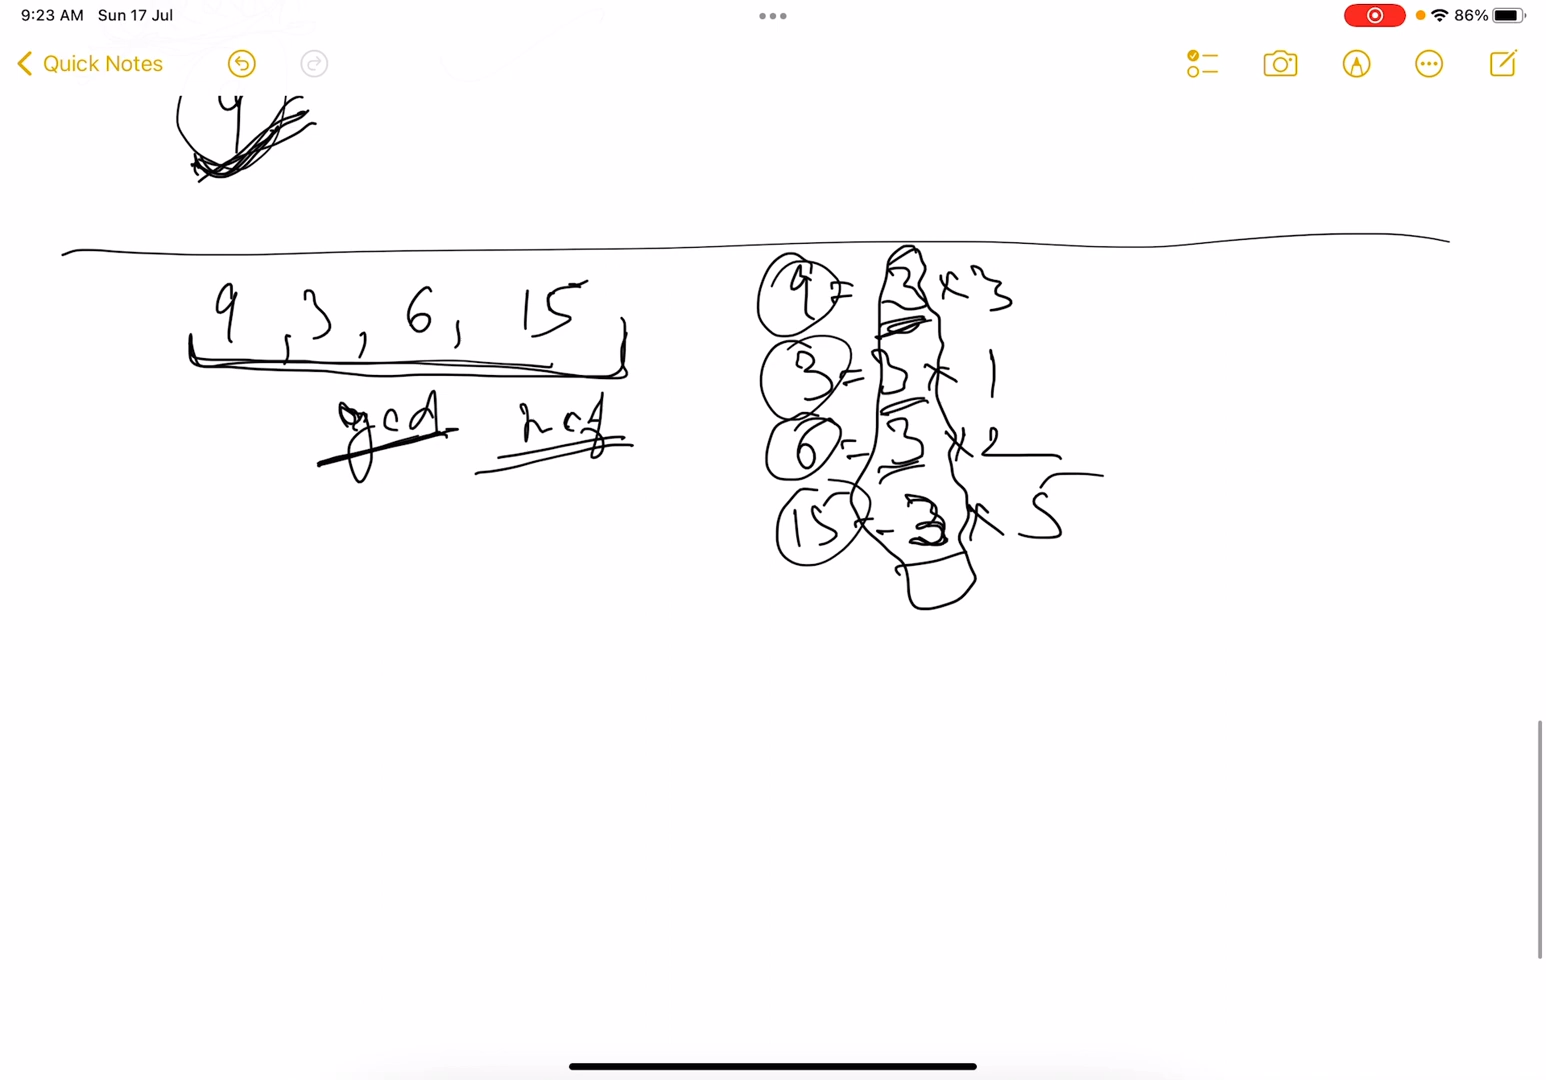 9:23 AM Sun 17 Jul
86%
Quick Notes
9, 3, 6, 15
gcd hcf
9 = 3 × 3
3 = 3 × 1
6 = 3 × 2
15 = 3 × 5